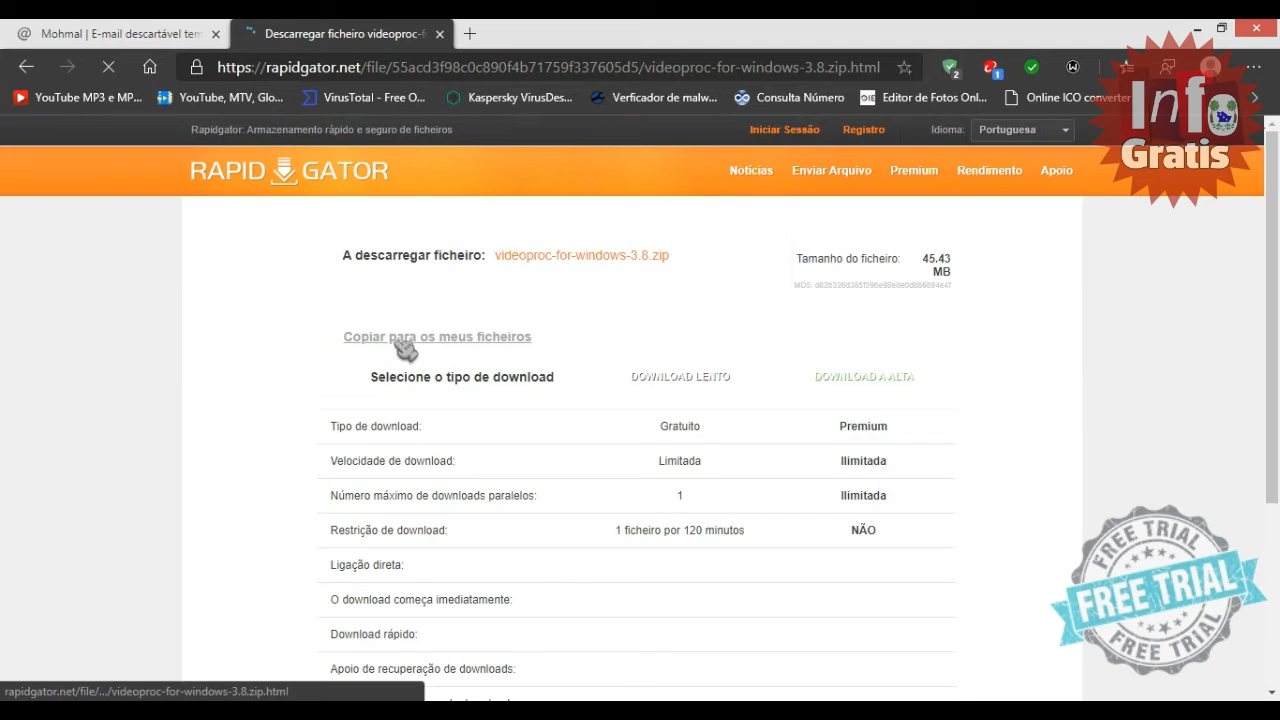 Mohmal | E-mail descartável tem
Descarregar ficheiro videoproc-f
https://rapidgator.net/file/55acd3f98c0c890f4b71759f337605d5/videoproc-for-windows-3.8.zip.html
2
1
YouTube MP3 e MP...
YouTube, MTV, Glo...
VirusTotal - Free O...
Kaspersky VirusDes...
Verficador de malw...
Consulta Número
Editor de Fotos Onl...
Online ICO converter
Info
Gratis
Rapidgator: Armazenamento rápido e seguro de ficheiros
Iniciar Sessão
Registro
Idioma:
Portuguesa
RAPID GATOR
Notícias
Enviar Arquivo
Premium
Rendimento
Apoio
A descarregar ficheiro: videoproc-for-windows-3.8.zip
Tamanho do ficheiro: 45.43
MB
Copiar para os meus ficheiros
Selecione o tipo de download
DOWNLOAD LENTO
DOWNLOAD A ALTA
Tipo de download: Gratuito Premium
Velocidade de download: Limitada Ilimitada
Número máximo de downloads paralelos: 1 Ilimitada
Restrição de download: 1 ficheiro por 120 minutos NÃO
Ligação direta:
O download começa imediatamente:
Download rápido:
Apoio de recuperação de downloads:
FREE TRIAL
FREE TRIAL
FREE TRIAL
rapidgator.net/file/.../videoproc-for-windows-3.8.zip.html